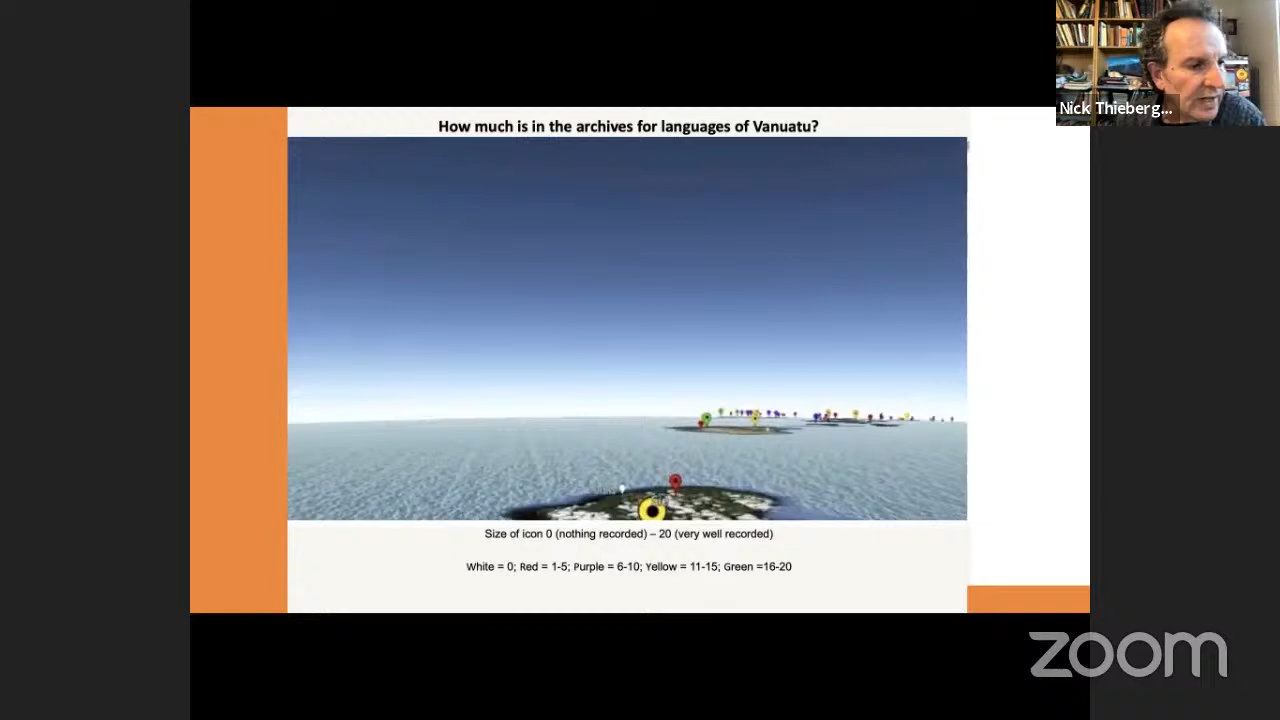 How much is in the archives for languages of Vanuatu?
Nick Thieberg...
Size of icon 0 (nothing recorded) – 20 (very well recorded)
White = 0; Red = 1-5; Purple = 6-10; Yellow = 11-15; Green =16-20
zoom